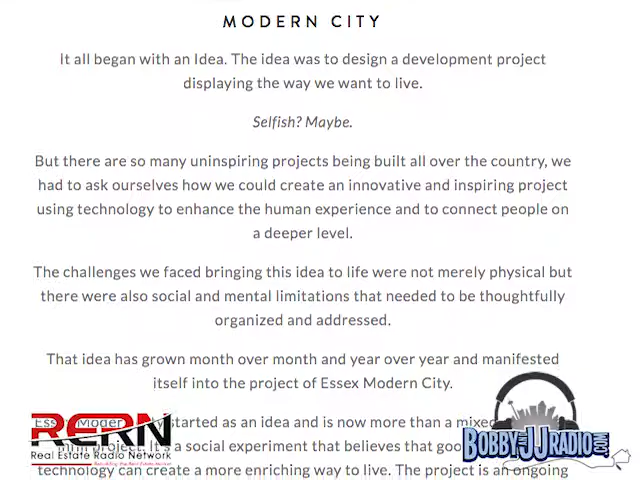 MODERN CITY
It all began with an Idea. The idea was to design a development project
displaying the way we want to live.
Selfish? Maybe.
But there are so many uninspiring projects being built all over the country, we
had to ask ourselves how we could create an innovative and inspiring project
using technology to enhance the human experience and to connect people on
a deeper level.
The challenges we faced bringing this idea to life were not merely physical but
there were also social and mental limitations that needed to be thoughtfully
organized and addressed.
That idea has grown month over month and year over year and manifested
itself into the project of Essex Modern City.
Essex Modern City started as an idea and is now more than a mixed
infill project. It's a social experiment that believes that goo
technology can create a more enriching way to live. The project is an ongoing
RERN
Real Estate Radio Network
BOBBY AND JJRADIO.COM